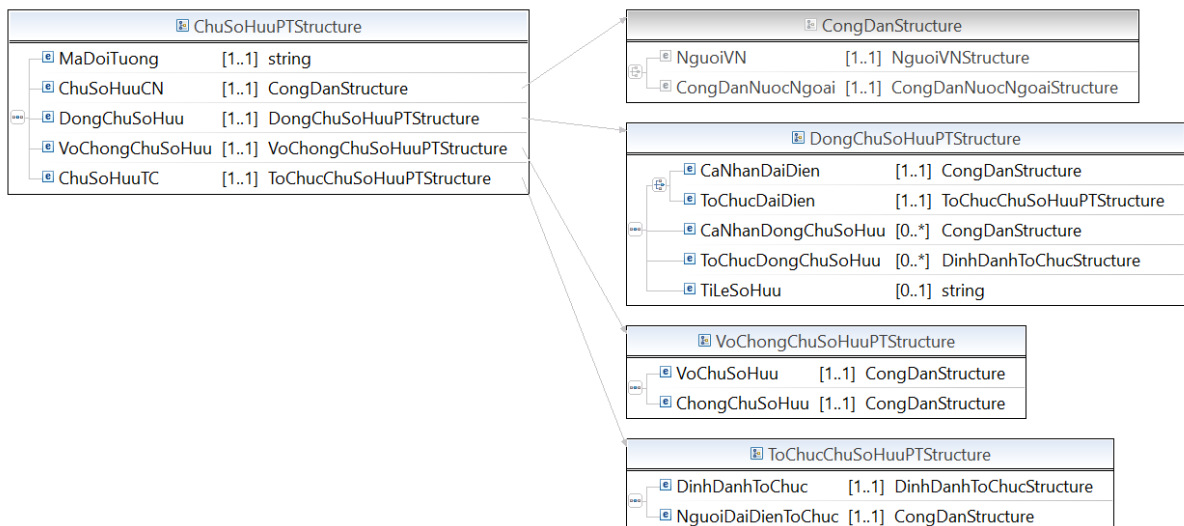 ChuSoHuuPTStructure
MaDoiTuong [1..1] string
ChuSoHuuCN [1..1] CongDanStructure
DongChuSoHuu [1..1] DongChuSoHuuPTStructure
VoChongChuSoHuu [1..1] VoChongChuSoHuuPTStructure
ChuSoHuuTC [1..1] ToChucChuSoHuuPTStructure
CongDanStructure
NguoiVN [1..1] NguoiVNStructure
CongDanNuocNgoai [1..1] CongDanNuocNgoaiStructure
DongChuSoHuuPTStructure
CaNhanDaiDien [1..1] CongDanStructure
ToChucDaiDien [1..1] ToChucChuSoHuuPTStructure
CaNhanDongChuSoHuu [0..*] CongDanStructure
ToChucDongChuSoHuu [0..*] DinhDanhToChucStructure
TiLeSoHuu [0..1] string
VoChongChuSoHuuPTStructure
VoChuSoHuu [1..1] CongDanStructure
ChongChuSoHuu [1..1] CongDanStructure
ToChucChuSoHuuPTStructure
DinhDanhToChuc [1..1] DinhDanhToChucStructure
NguoiDaiDienToChuc [1..1] CongDanStructure